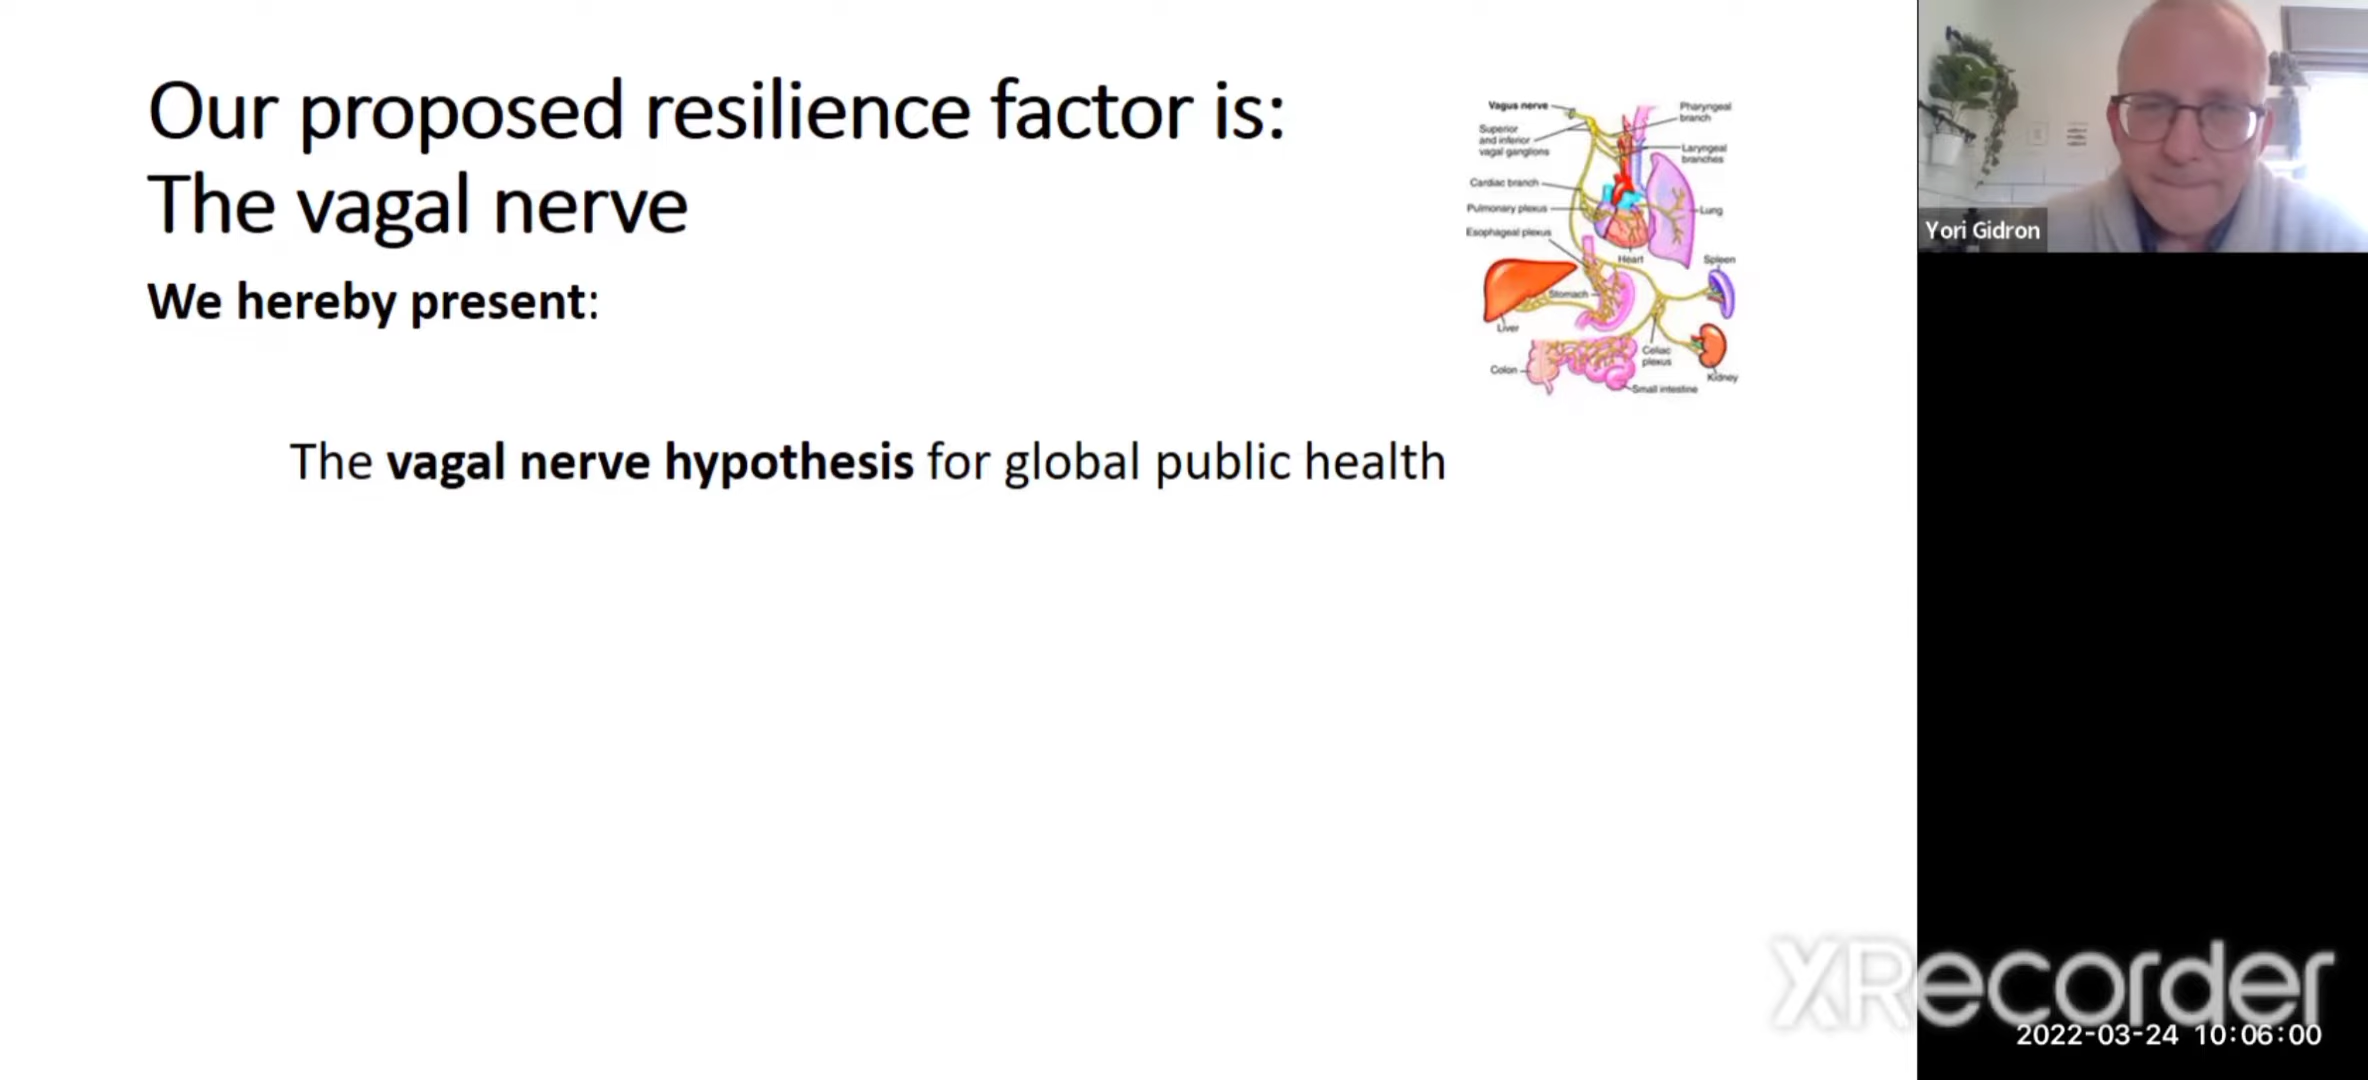 Our proposed resilience factor is:
The vagal nerve
We hereby present:
The vagal nerve hypothesis for global public health
Vagus nerve
Superior
and inferior
vagal ganglions
Cardiac branch
Pulmonary plexus
Esophageal plexus
Pharyngeal
branch
Laryngeal
branches
Lung
Heart
Spleen
Stomach
Liver
Celiac
plexus
Colon
Kidney
Small intestine
Yori Gidron
XRecorder
2022-03-24 10:06:00